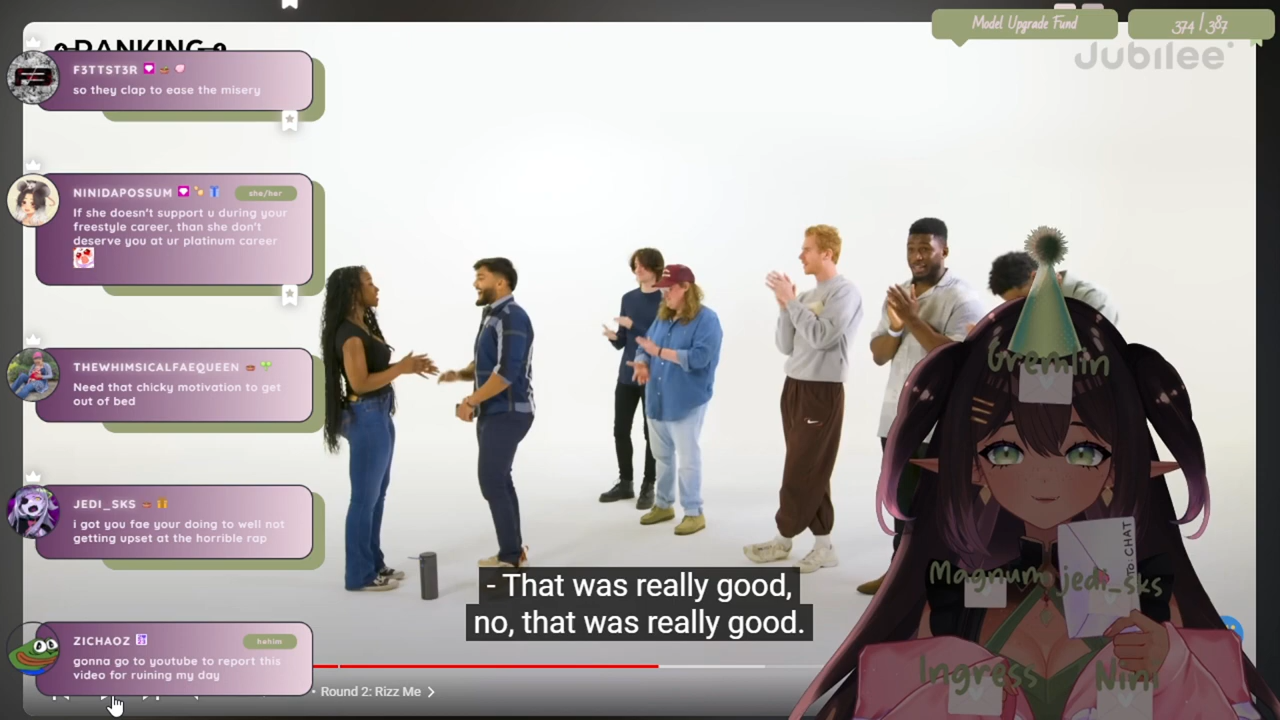 RANKING
Model Upgrade Fund
374 / 387
Jubilee
F3TTST3R
so they clap to ease the misery
NINIDAPOSSUM
she/her
If she doesn't support u during your
freestyle career, than she don't
deserve you at ur platinum career
THEWHIMSICALFAEQUEEN
Need that chicky motivation to get
out of bed
JEDI_SKS
i got you fae your doing to well not
getting upset at the horrible rap
ZICHAOZ
hehim
gonna go to youtube to report this
video for ruining my day
- That was really good,
no, that was really good.
• Round 2: Rizz Me
Gremlin
TO: CHAT
Magnum
jedi_sks
Ingress
Nini